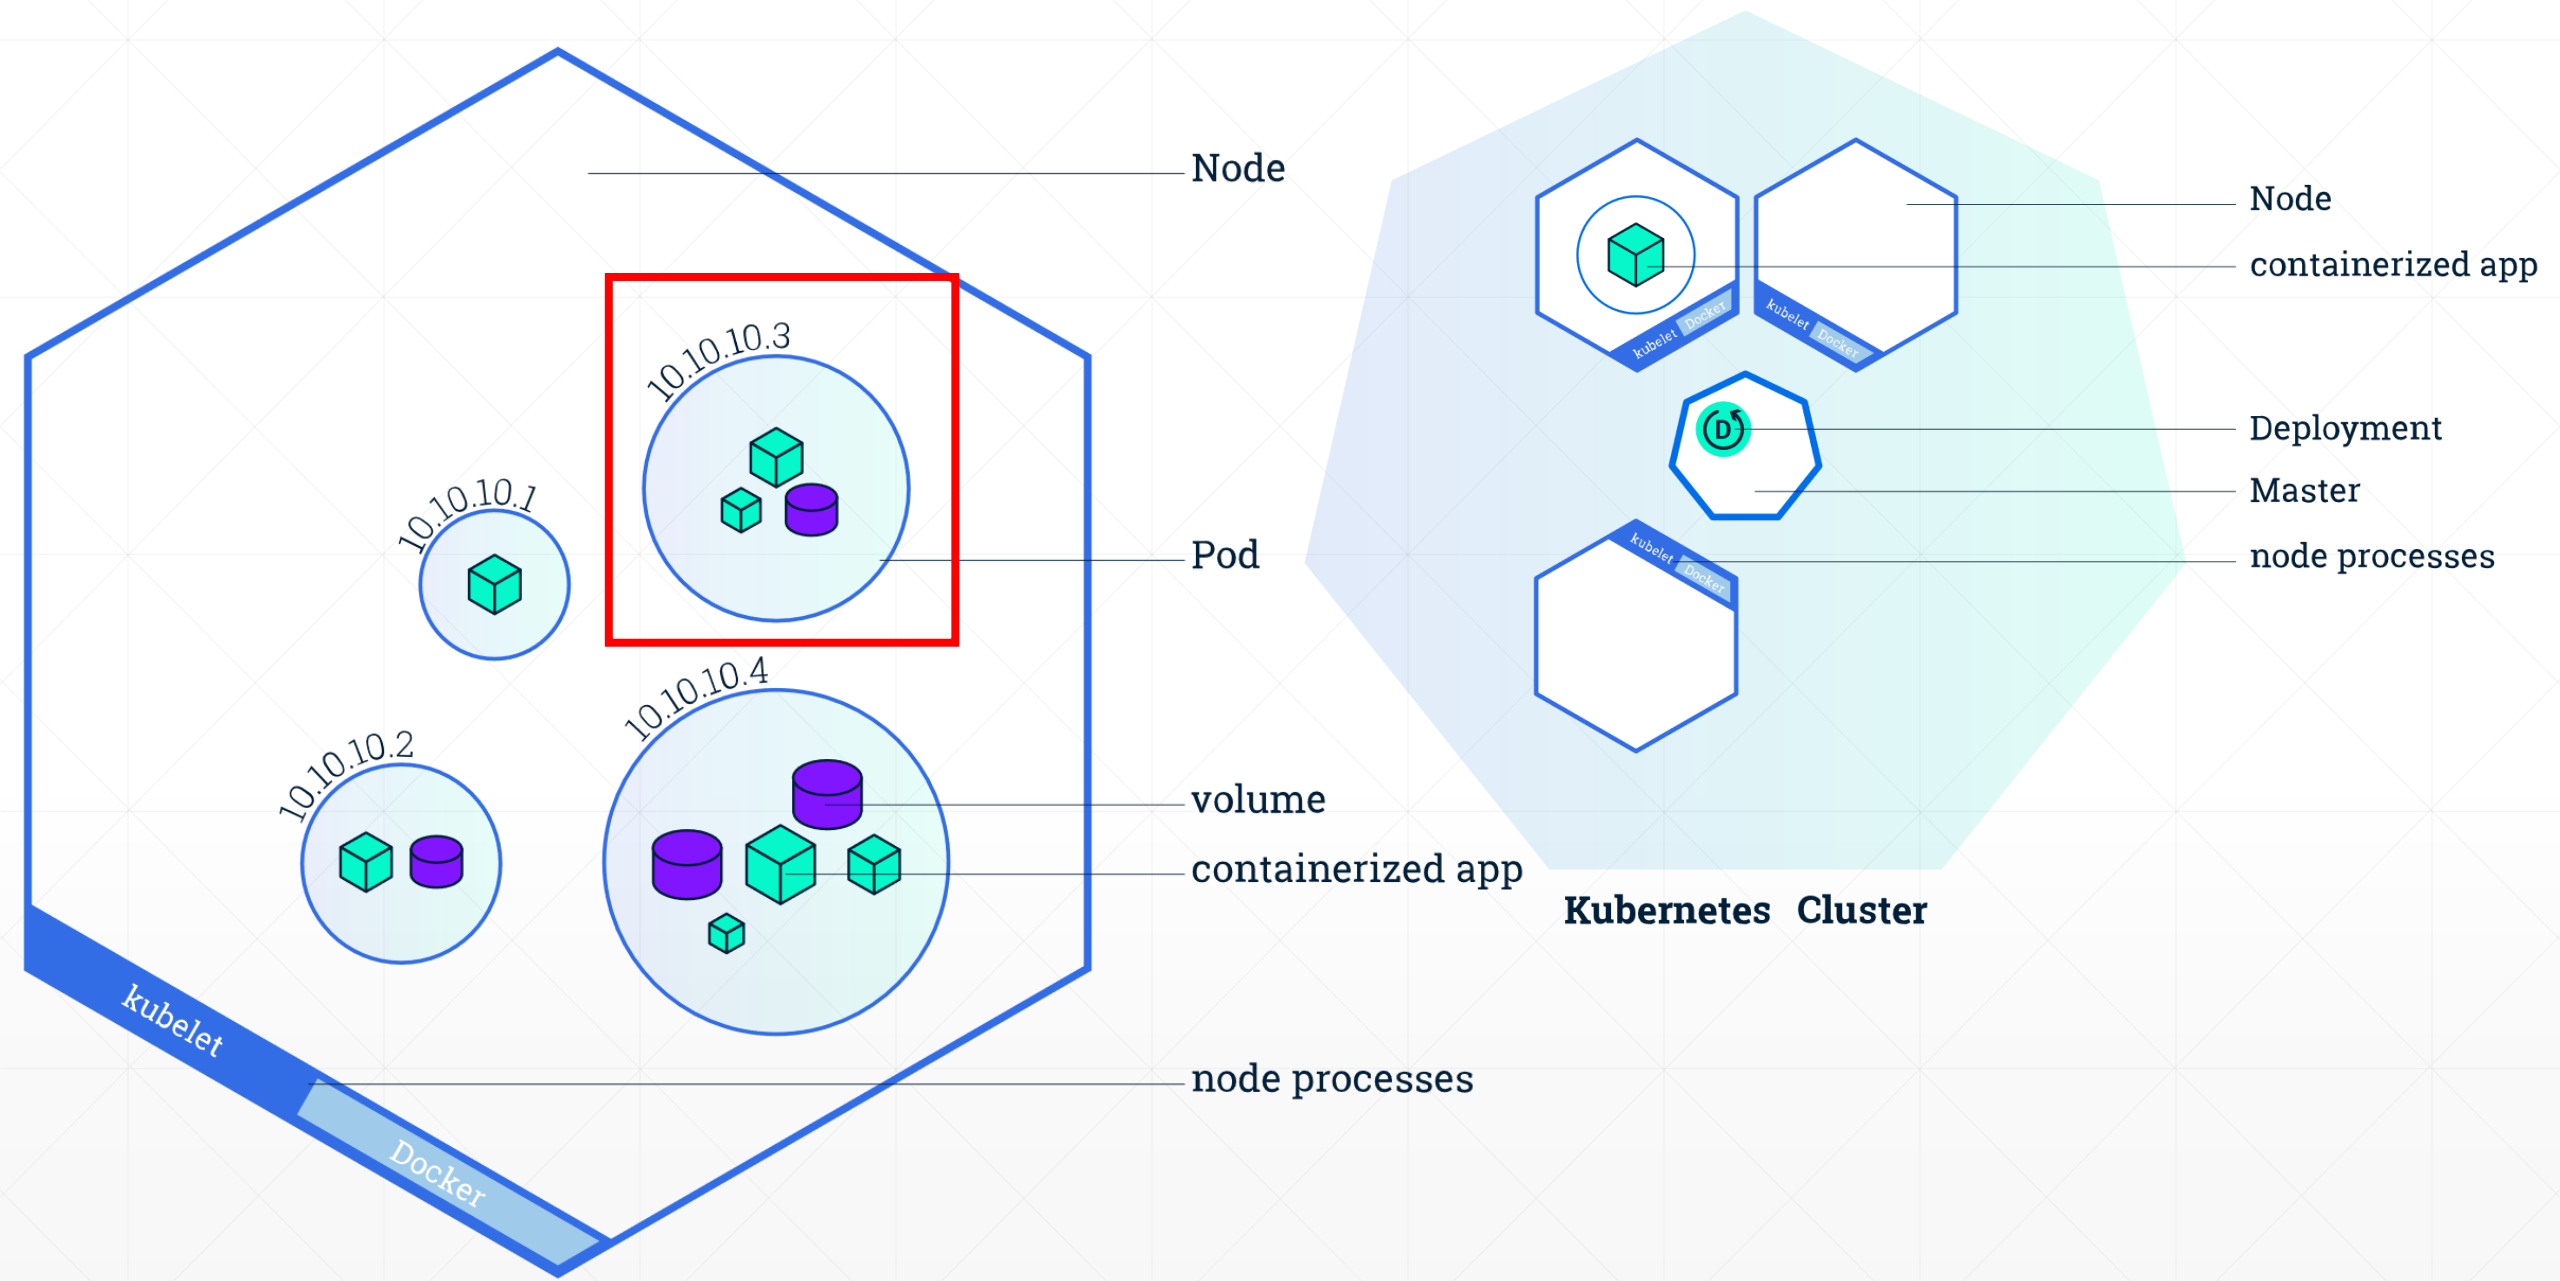 Node
10.10.10.3
10.10.10.1
Pod
10.10.10.4
10.10.10.2
volume
containerized app
kubelet
node processes
Docker
Node
containerized app
kubelet Docker
kubelet Docker
D
Deployment
Master
kubelet Docker
node processes
Kubernetes Cluster